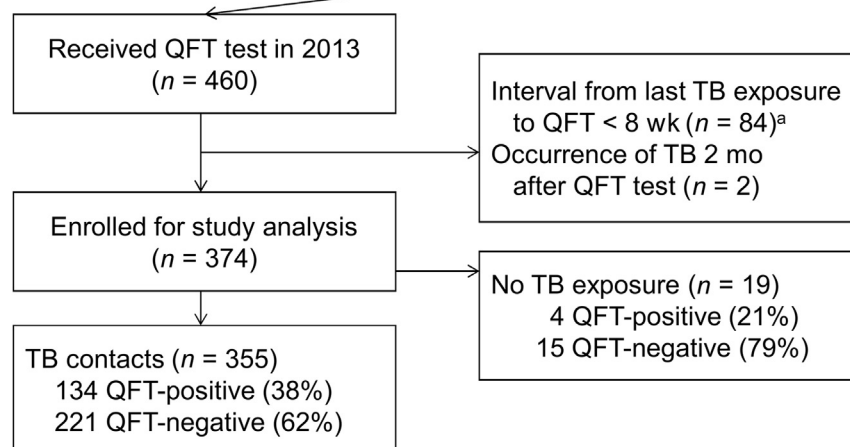 Received QFT test in 2013
(n = 460)
Interval from last TB exposure
to QFT < 8 wk (n = 84)ᵃ
Occurrence of TB 2 mo
after QFT test (n = 2)
Enrolled for study analysis
(n = 374)
No TB exposure (n = 19)
4 QFT-positive (21%)
15 QFT-negative (79%)
TB contacts (n = 355)
134 QFT-positive (38%)
221 QFT-negative (62%)